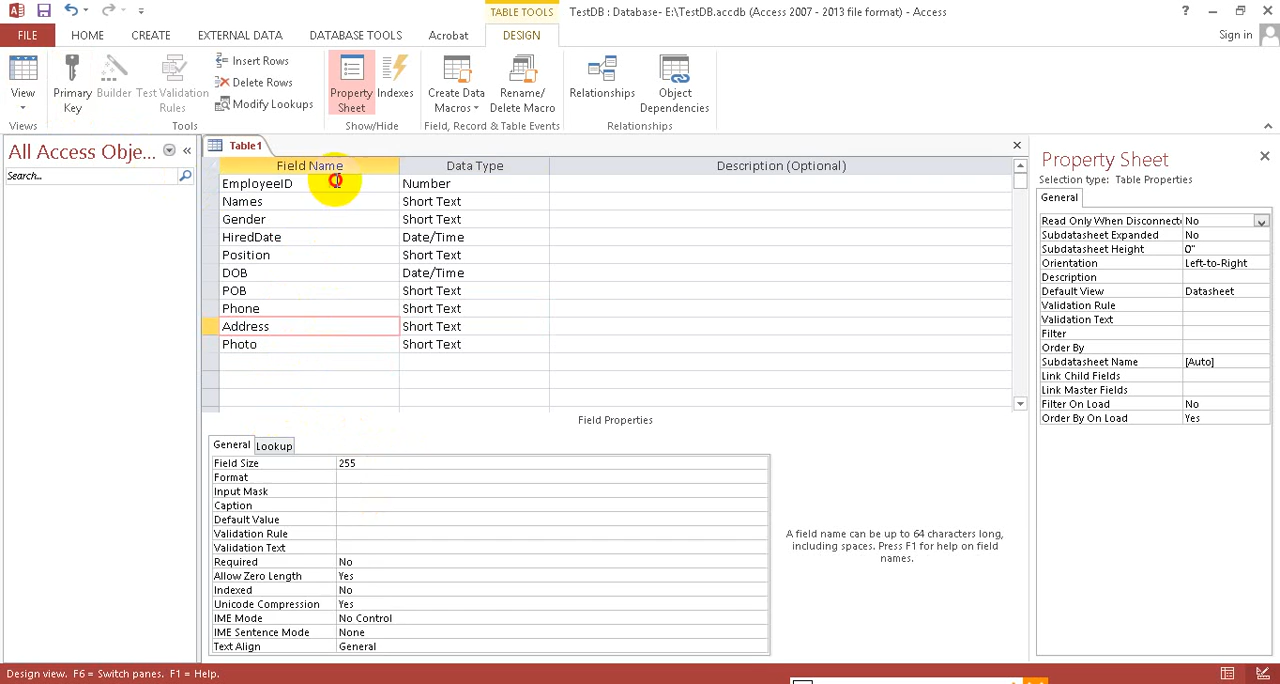 TABLE TOOLS
TestDB : Database- E:\TestDB.accdb (Access 2007 - 2013 file format) - Access
?
FILE HOME CREATE EXTERNAL DATA DATABASE TOOLS Acrobat DESIGN
Sign in
View
Primary Key
Builder
Test Validation Rules
Insert Rows
Delete Rows
Modify Lookups
Property Sheet
Indexes
Create Data Macros
Rename/ Delete Macro
Relationships
Object Dependencies
Views Tools Show/Hide Field, Record & Table Events Relationships
All Access Obje...
Search...
Table1
Field Name Data Type Description (Optional)
EmployeeID Number
Names Short Text
Gender Short Text
HiredDate Date/Time
Position Short Text
DOB Date/Time
POB Short Text
Phone Short Text
Address Short Text
Photo Short Text
Field Properties
General Lookup
Field Size 255
Format
Input Mask
Caption
Default Value
Validation Rule
Validation Text
Required No
Allow Zero Length Yes
Indexed No
Unicode Compression Yes
IME Mode No Control
IME Sentence Mode None
Text Align General
A field name can be up to 64 characters long,
including spaces. Press F1 for help on field
names.
Property Sheet
Selection type: Table Properties
General
Read Only When Disconnect No
Subdatasheet Expanded No
Subdatasheet Height 0"
Orientation Left-to-Right
Description
Default View Datasheet
Validation Rule
Validation Text
Filter
Order By
Subdatasheet Name [Auto]
Link Child Fields
Link Master Fields
Filter On Load No
Order By On Load Yes
Design view. F6 = Switch panes. F1 = Help.